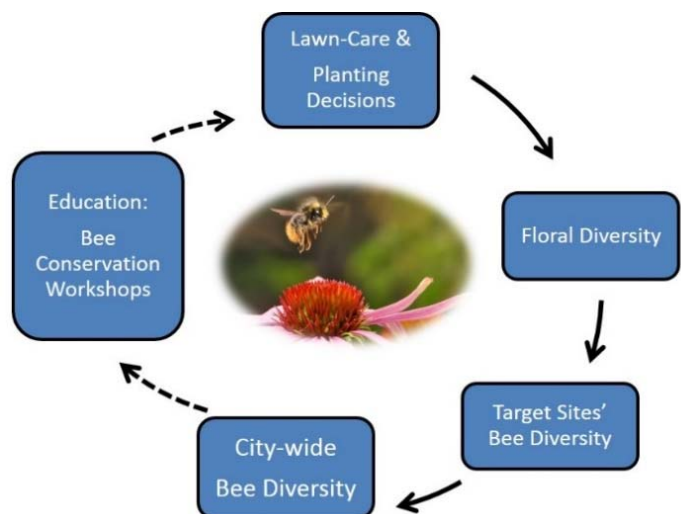 Lawn-Care &
Planting
Decisions
Floral Diversity
Target Sites'
Bee Diversity
City-wide
Bee Diversity
Education:
Bee
Conservation
Workshops